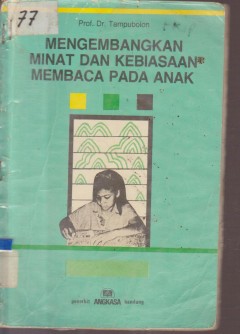 77
Prof. Dr. Tampubolon
MENGEMBANGKAN
MINAT DAN KEBIASAAN
MEMBACA PADA ANAK
penerbit ANGKASA bandung